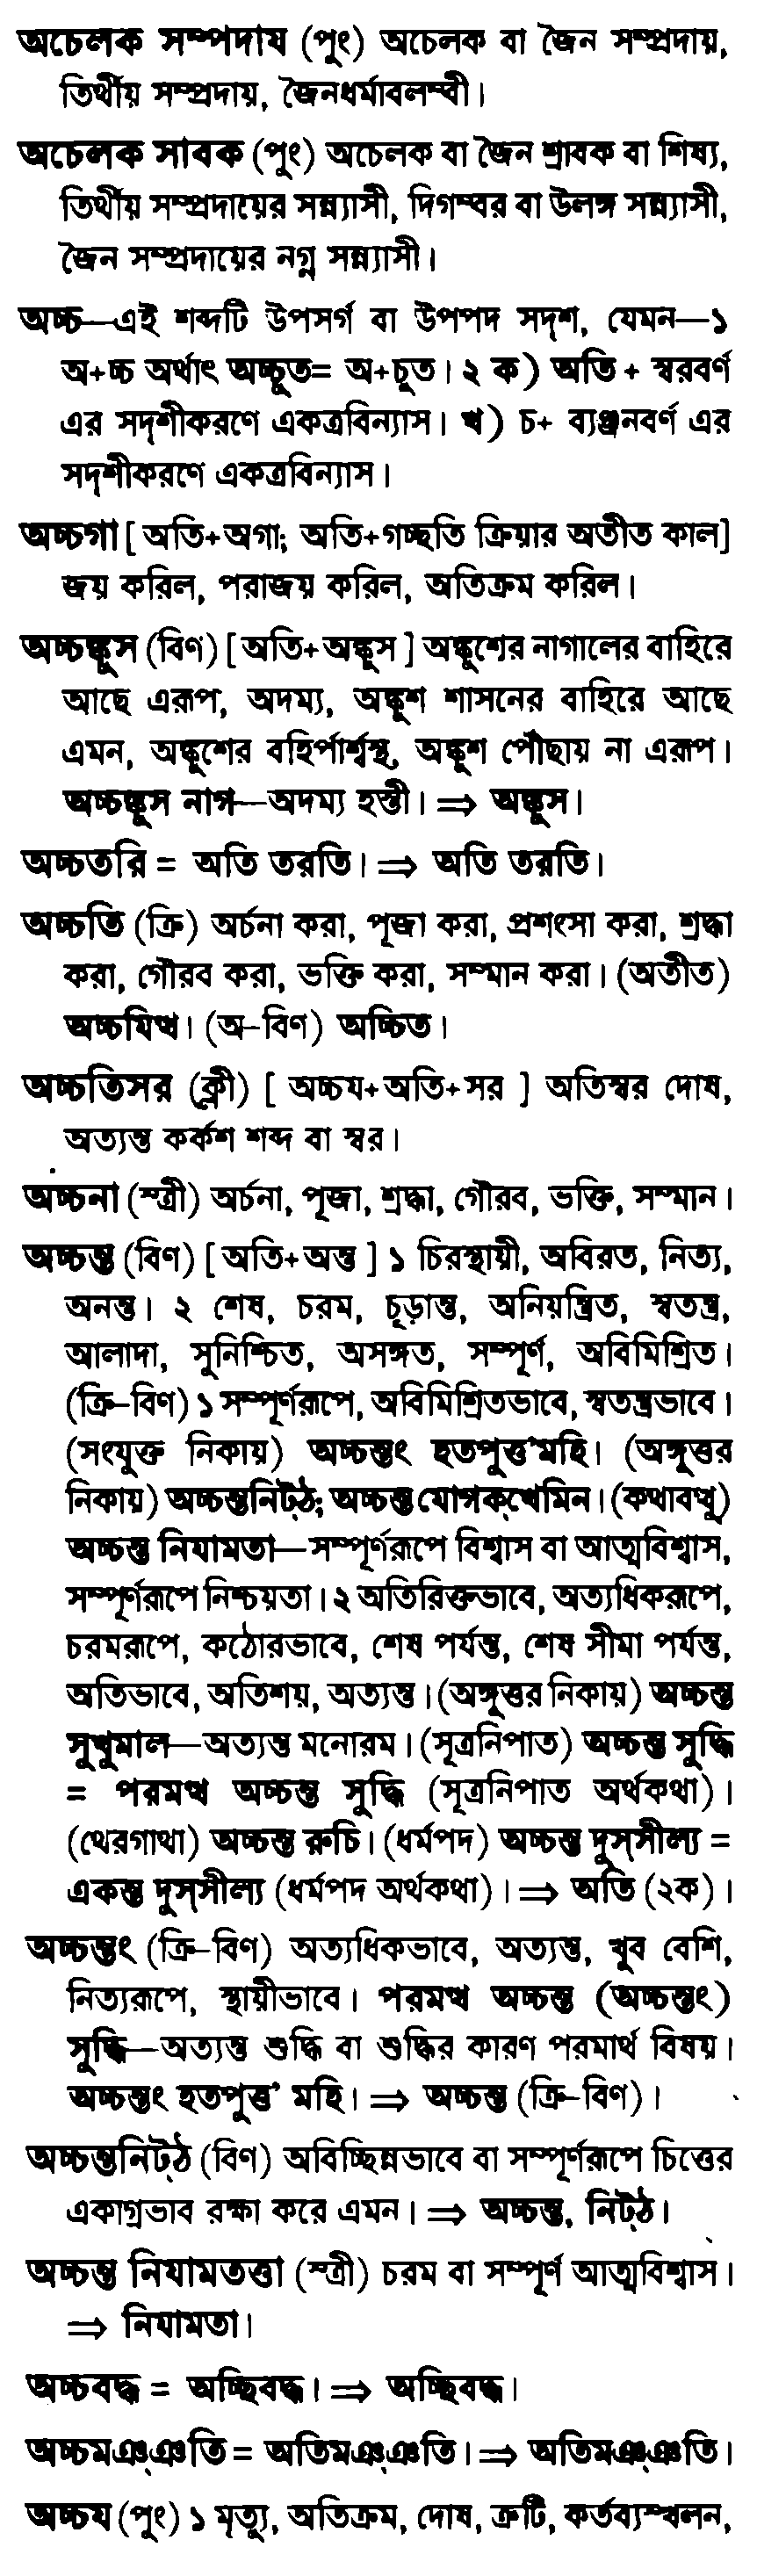 অচেলক সম্পদায (পুং) অচেলক বা জৈন সম্প্রদায়,
তির্থীয় সম্প্রদায়, জৈনধর্মাবলম্বী।
অচেলক সাবক (পুং) অচেলক বা জৈন শ্রাবক বা শিষ্য,
তির্থীয় সম্প্রদায়ের সন্ন্যাসী, দিগম্বর বা উলঙ্গ সন্ন্যাসী,
জৈন সম্প্রদায়ের নগ্ন সন্ন্যাসী।
অচ্চ—এই শব্দটি উপসর্গ বা উপপদ সদৃশ, যেমন—১
অ+চ্চ অর্থাৎ অচ্চুত= অ+চুত। ২ ক) অতি + স্বরবর্ণ
এর সদৃশীকরণে একত্রবিন্যাস। খ) চ+ ব্যঞ্জনবর্ণ এর
সদৃশীকরণে একত্রবিন্যাস।
অচ্চগা [ অতি+অগা; অতি+গচ্ছতি ক্রিয়ার অতীত কাল]
জয় করিল, পরাজয় করিল, অতিক্রম করিল।
অচ্চঙ্কুস (বিণ) [ অতি+অঙ্কুস ] অঙ্কুশের নাগালের বাহিরে
আছে এরূপ, অদম্য, অঙ্কুশ শাসনের বাহিরে আছে
এমন, অঙ্কুশের বহির্পার্শ্বস্থ, অঙ্কুশ পৌঁছায় না এরূপ।
অচ্চঙ্কুস নাগ—অদম্য হস্তী। ⇒ অঙ্কুস।
অচ্চতরি = অতি তরতি। ⇒ অতি তরতি।
অচ্চতি (ক্রি) অর্চনা করা, পূজা করা, প্রশংসা করা, শ্রদ্ধা
করা, গৌরব করা, ভক্তি করা, সম্মান করা। (অতীত)
অচ্চমিত্থ। (অ-বিণ) অচ্চিত।
অচ্চতিসর (ক্লী) [ অচ্চয+অতি+সর ] অতিস্বর দোষ,
অত্যন্ত কর্কশ শব্দ বা স্বর।
অচ্চনা (স্ত্রী) অর্চনা, পূজা, শ্রদ্ধা, গৌরব, ভক্তি, সম্মান।
অচ্চন্ত (বিণ) [ অতি+অন্ত ] ১ চিরস্থায়ী, অবিরত, নিত্য,
অনন্ত। ২ শেষ, চরম, চূড়ান্ত, অনিয়ন্ত্রিত, স্বতন্ত্র,
আলাদা, সুনিশ্চিত, অসঙ্গত, সম্পূর্ণ, অবিমিশ্রিত।
(ক্রি-বিণ) ১ সম্পূর্ণরূপে, অবিমিশ্রিতভাবে, স্বতন্ত্রভাবে।
(সংযুক্ত নিকায়) অচ্চন্তং হতপুত্ত'মহি। (অঙ্গুত্তর
নিকায়) অচ্চন্তনিট্‌ঠ; অচ্চন্ত যোগক্‌খেমিন। (কথাবত্থু)
অচ্চন্ত নিযামতা—সম্পূর্ণরূপে বিশ্বাস বা আত্মবিশ্বাস,
সম্পূর্ণরূপে নিশ্চয়তা। ২ অতিরিক্তভাবে, অত্যধিকরূপে,
চরমরূপে, কঠোরভাবে, শেষ পর্যন্ত, শেষ সীমা পর্যন্ত,
অতিভাবে, অতিশয়, অত্যন্ত। (অঙ্গুত্তর নিকায়) অচ্চন্ত
সুখুমাল—অত্যন্ত মনোরম। (সূত্রনিপাত) অচ্চন্ত সুদ্ধি
= পরমত্থ অচ্চন্ত সুদ্ধি (সূত্রনিপাত অর্থকথা)।
(থেরগাথা) অচ্চন্ত রুচি। (ধর্মপদ) অচ্চন্ত দুস্‌সীল্য =
একন্ত দুস্‌সীল্য (ধর্মপদ অর্থকথা)। ⇒ অতি (২ক)।
অচ্চন্তং (ক্রি-বিণ) অত্যধিকভাবে, অত্যন্ত, খুব বেশি,
নিত্যরূপে, স্থায়ীভাবে। পরমত্থ অচ্চন্ত (অচ্চন্তং)
সুদ্ধি—অত্যন্ত শুদ্ধি বা শুদ্ধির কারণ পরমার্থ বিষয়।
অচ্চন্তং হতপুত্ত' মহি। ⇒ অচ্চন্ত (ক্রি-বিণ)।
অচ্চন্তনিট্‌ঠ (বিণ) অবিচ্ছিন্নভাবে বা সম্পূর্ণরূপে চিত্তের
একাগ্রভাব রক্ষা করে এমন। ⇒ অচ্চন্ত, নিট্‌ঠ।
অচ্চন্ত নিযামতত্তা (স্ত্রী) চরম বা সম্পূর্ণ আত্মবিশ্বাস।
⇒ নিযামতা।
অচ্চবদ্ধ = অচ্ছিবদ্ধ। ⇒ অচ্ছিবদ্ধ।
অচ্চমঞ্‌ঞতি = অতিমঞ্‌ঞতি। ⇒ অতিমঞ্‌ঞতি।
অচ্চয (পুং) ১ মৃত্যু, অতিক্রম, দোষ, ত্রুটি, কর্তব্যস্খলন,